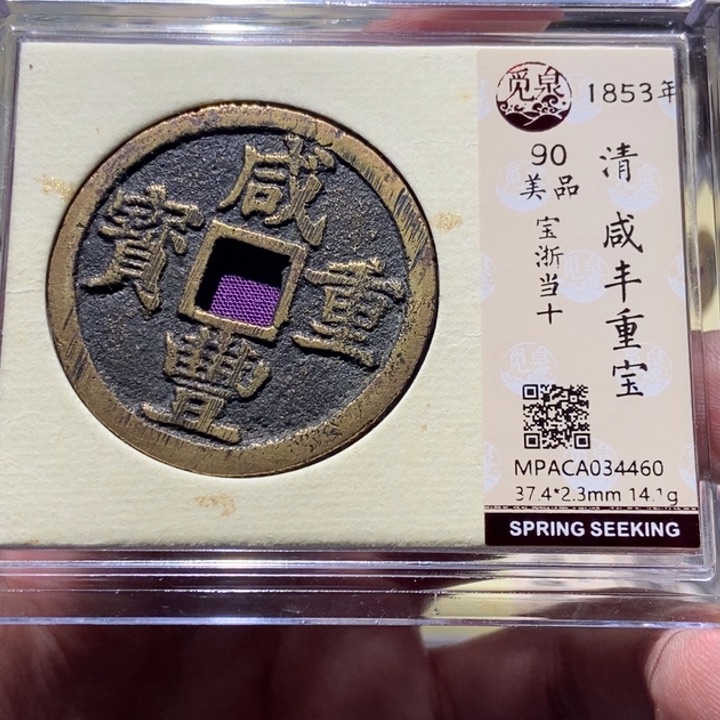 咸
豐
重
寶
觅泉
1853年
清
咸
丰
重
宝
90
美品
宝
浙
当
十
MPACA034460
37.4*2.3mm 14.1g
SPRING SEEKING